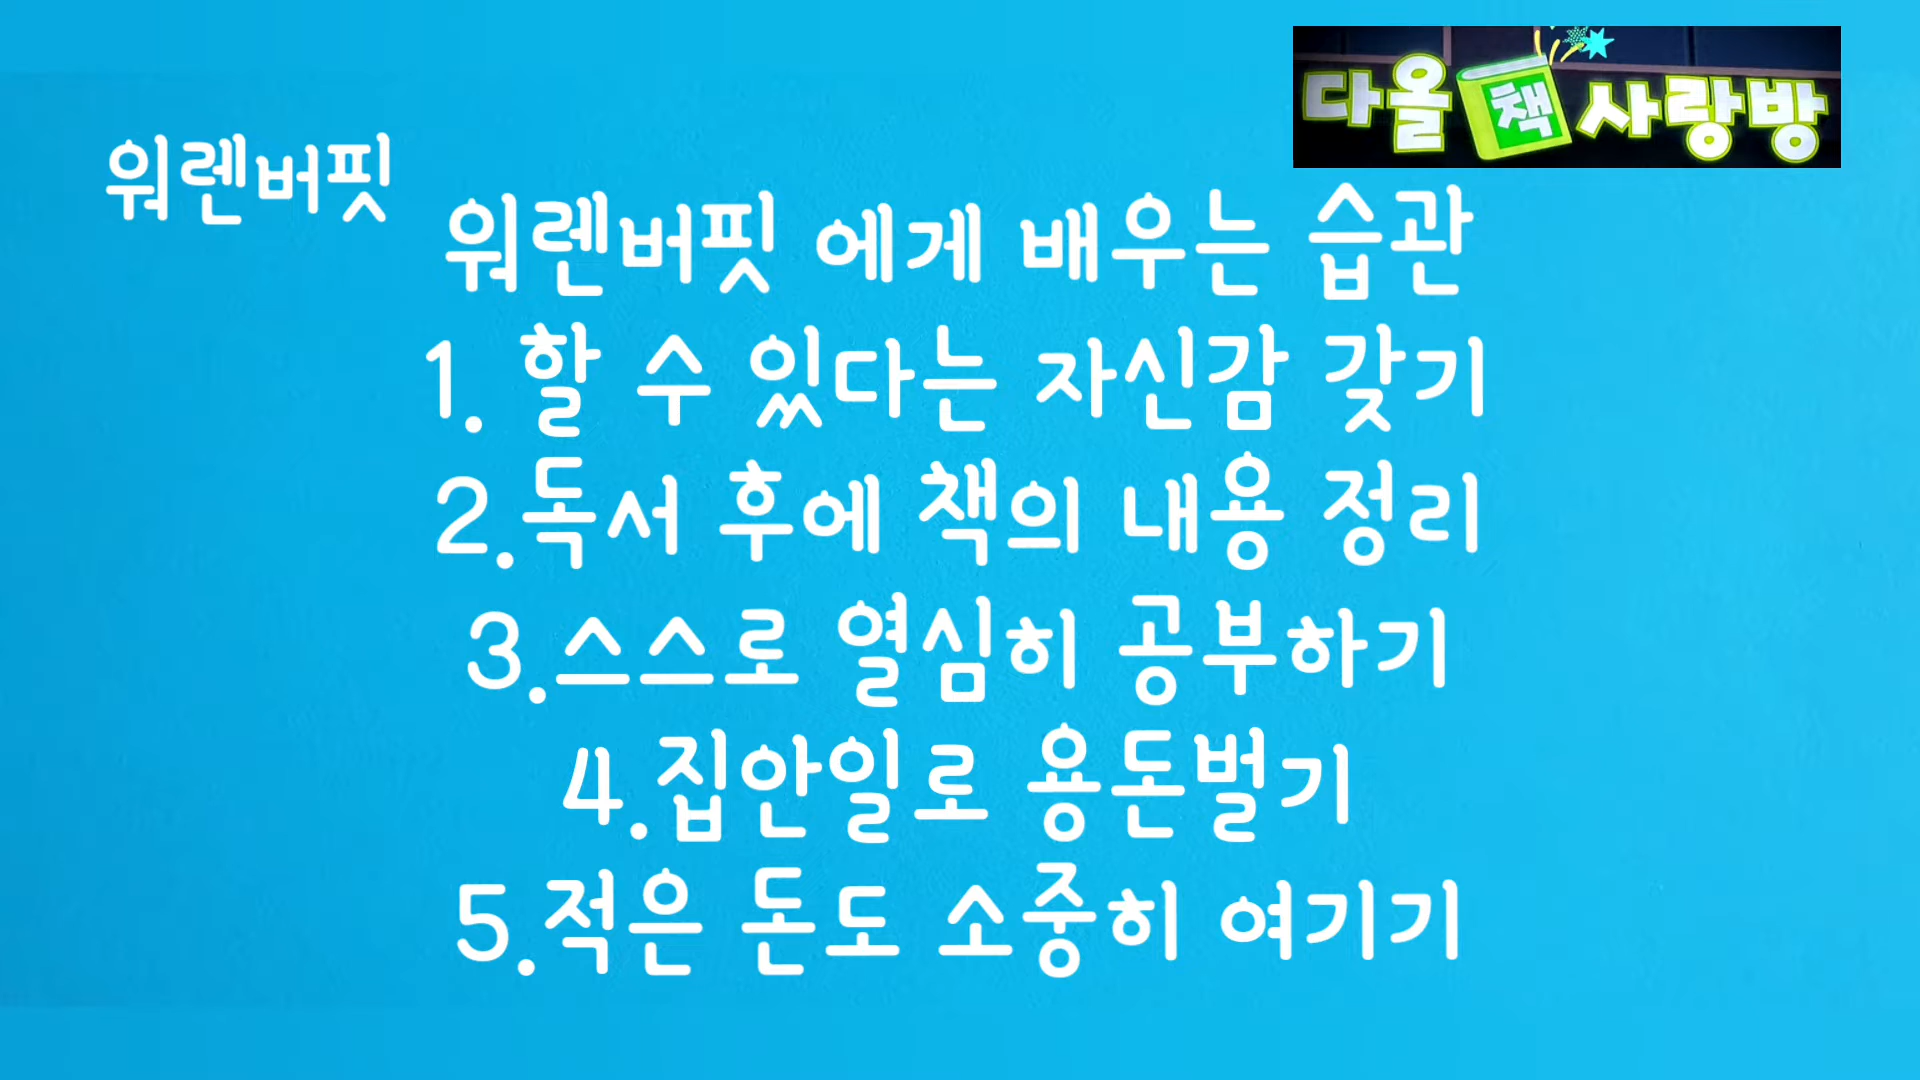 다올 책 사랑방
워렌버핏
워렌버핏 에게 배우는 습관
1. 할 수 있다는 자신감 갖기
2.독서 후에 책의 내용 정리
3.스스로 열심히 공부하기
4.집안일로 용돈벌기
5.적은 돈도 소중히 여기기